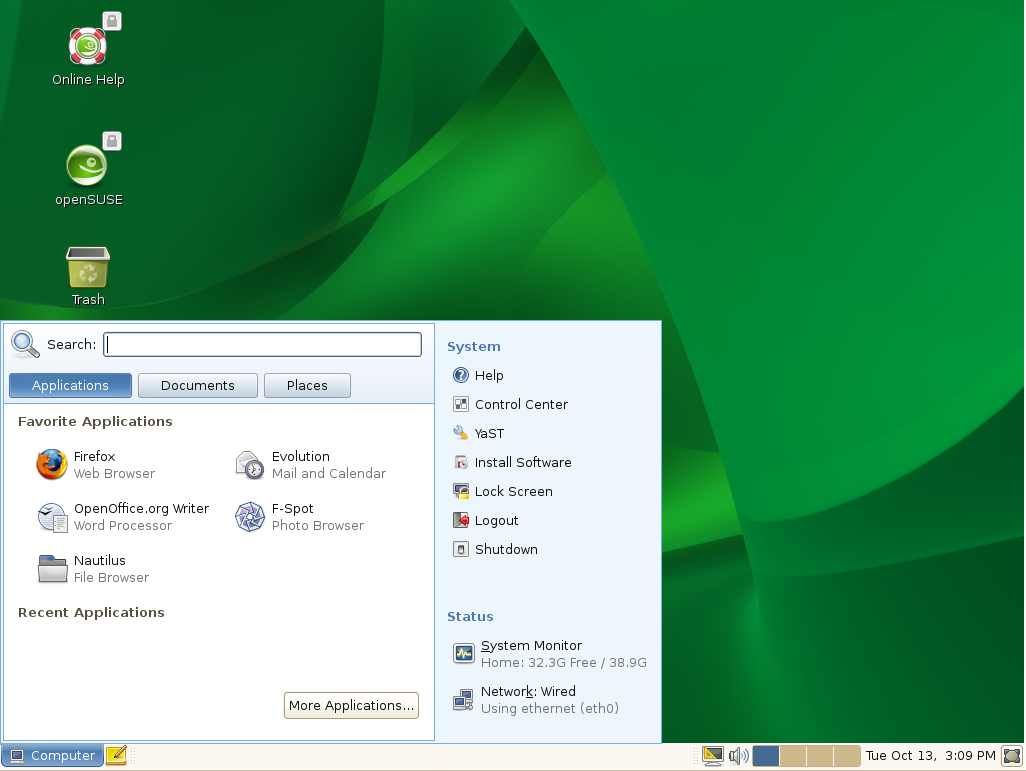 Online Help
openSUSE
Trash
Search:
Applications
Documents
Places
Favorite Applications
Firefox
Web Browser
Evolution
Mail and Calendar
OpenOffice.org Writer
Word Processor
F-Spot
Photo Browser
Nautilus
File Browser
Recent Applications
More Applications...
System
Help
Control Center
YaST
Install Software
Lock Screen
Logout
Shutdown
Status
System Monitor
Home: 32.3G Free / 38.9G
Network: Wired
Using ethernet (eth0)
Computer
Tue Oct 13, 3:09 PM